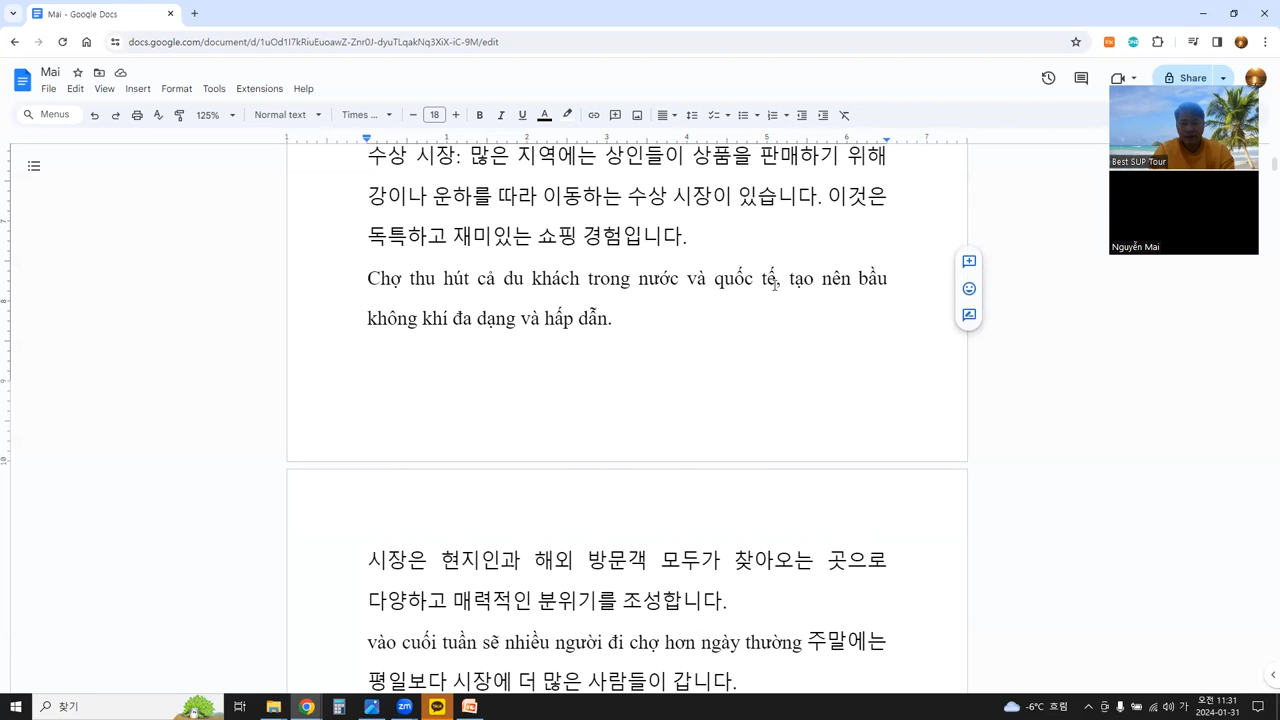 Mai - Google Docs
docs.google.com/document/d/1uOd1I7kRiuEuoawZ-Znr0J-dyuTLqakNq3XiX-iC-9M/edit
Mai
File Edit View Insert Format Tools Extensions Help
Share
Menus 125% Normal text Times ... 18
1 1 2 3 4 5 6 7
Best SUP Tour
Nguyễn Mai
수상 시장: 많은 지역에는 상인들이 상품을 판매하기 위해
강이나 운하를 따라 이동하는 수상 시장이 있습니다. 이것은
독특하고 재미있는 쇼핑 경험입니다.
Chợ thu hút cả du khách trong nước và quốc tế, tạo nên bầu
không khí đa dạng và hấp dẫn.
시장은 현지인과 해외 방문객 모두가 찾아오는 곳으로
다양하고 매력적인 분위기를 조성합니다.
vào cuối tuần sẽ nhiều người đi chợ hơn ngày thường 주말에는
평일보다 시장에 더 많은 사람들이 갑니다.
찾기
-6°C 흐림
가
오전 11:31
2024-01-31